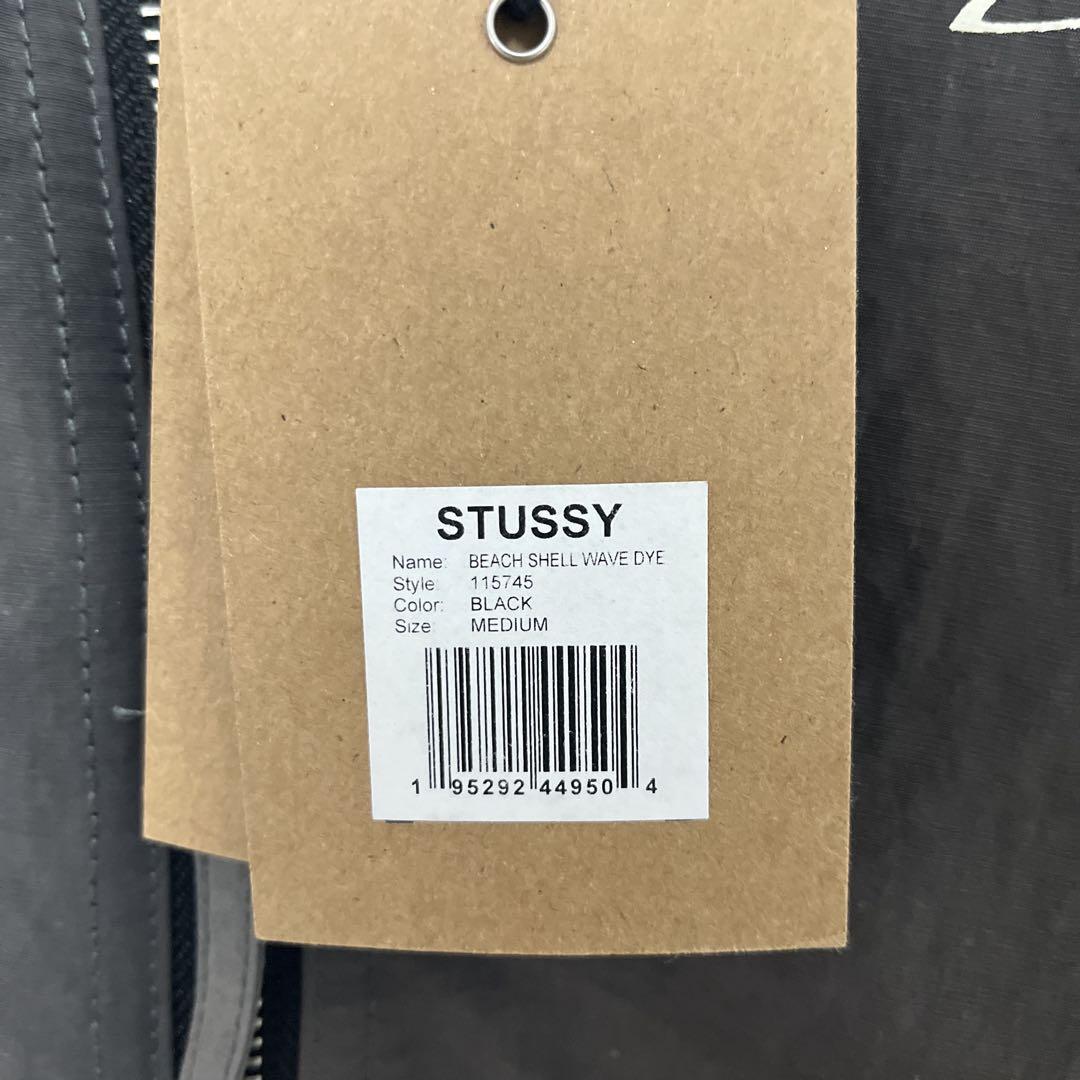 STUSSY
Name: BEACH SHELL WAVE DYE
Style: 115745
Color: BLACK
Size: MEDIUM
1 95292 44950 4